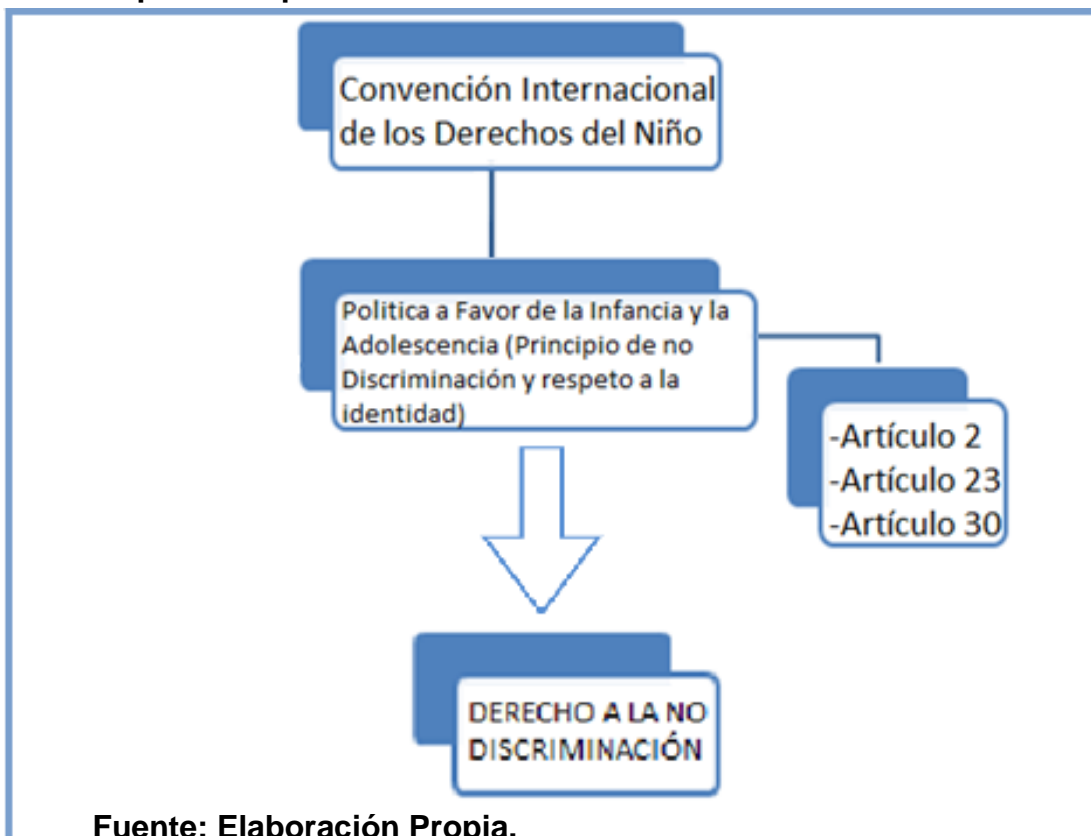 Convención Internacional
de los Derechos del Niño
Politica a Favor de la Infancia y la
Adolescencia (Principio de no
Discriminación y respeto a la
identidad)
-Artículo 2
-Artículo 23
-Artículo 30
DERECHO A LA NO
DISCRIMINACIÓN
Fuente: Elaboración Propia.